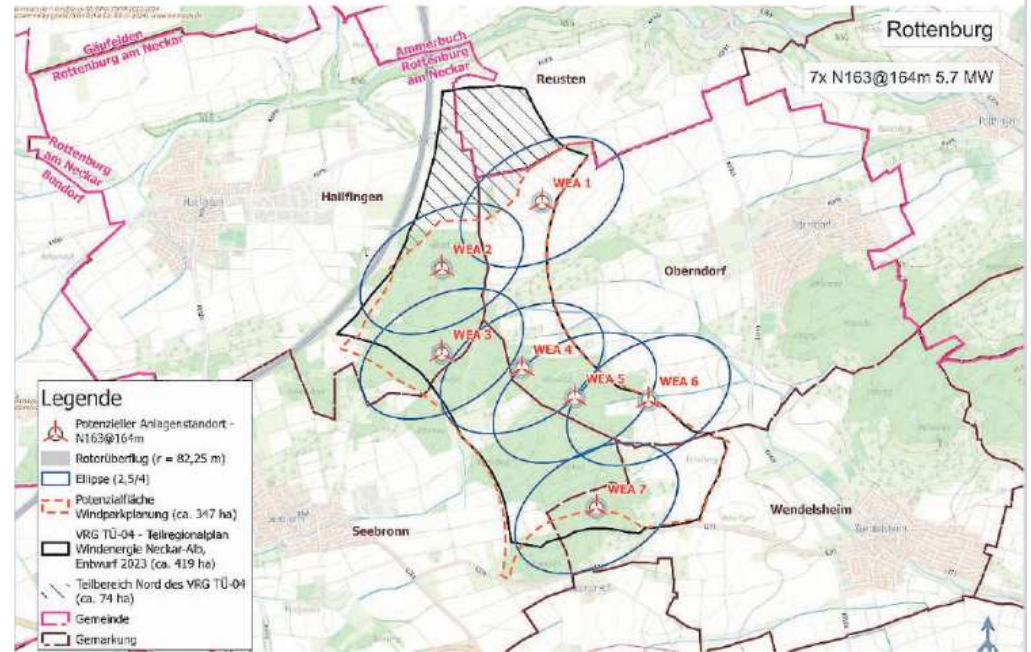 Rottenburg
7x N163@164m 5.7 MW
Gäufelden
Rottenburg am Neckar
Ammerbuch
Rottenburg
am Neckar
Reusten
Rottenburg
am Neckar
Bondorf
Hailfingen
WEA 1
WEA 2
Oberndorf
WEA 3
WEA 4
WEA 5
WEA 6
WEA 7
Seebronn
Wendelsheim
Legende
Potenzieller Anlagenstandort -
N163@164m
Rotorüberflug (r = 82,25 m)
Ellipse (2,5/4)
Potenzialfläche
Windparkplanung (ca. 347 ha)
VRG TÜ-04 - Teilregionalplan
Windenergie Neckar-Alb,
Entwurf 2023 (ca. 419 ha)
Teilbereich Nord des VRG TÜ-04
(ca. 74 ha)
Gemeinde
Gemarkung